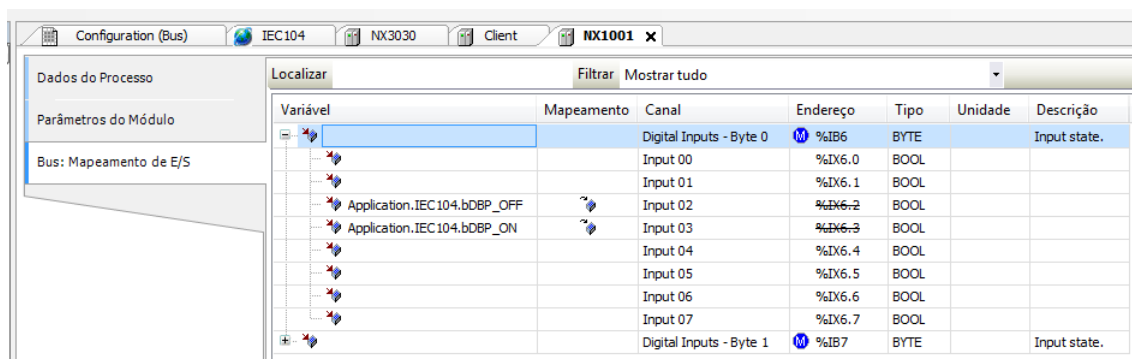 Configuration (Bus) IEC104 NX3030 Client NX1001 x
Dados do Processo
Parâmetros do Módulo
Bus: Mapeamento de E/S
Localizar Filtrar Mostrar tudo
Variável Mapeamento Canal Endereço Tipo Unidade Descrição
Digital Inputs - Byte 0 M %IB6 BYTE Input state.
Input 00 %IX6.0 BOOL
Input 01 %IX6.1 BOOL
Application.IEC104.bDBP_OFF Input 02 %IX6.2 BOOL
Application.IEC104.bDBP_ON Input 03 %IX6.3 BOOL
Input 04 %IX6.4 BOOL
Input 05 %IX6.5 BOOL
Input 06 %IX6.6 BOOL
Input 07 %IX6.7 BOOL
Digital Inputs - Byte 1 M %IB7 BYTE Input state.